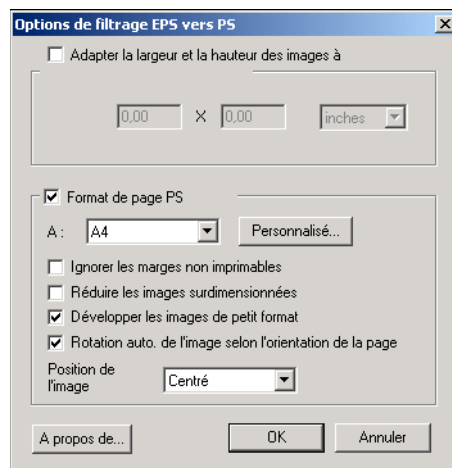 Options de filtrage EPS vers PS
Adapter la largeur et la hauteur des images à
0,00 X 0,00 inches
Format de page PS
A : A4 Personnalisé...
Ignorer les marges non imprimables
Réduire les images surdimensionnées
Développer les images de petit format
Rotation auto. de l'image selon l'orientation de la page
Position de
l'image
Centré
A propos de... OK Annuler